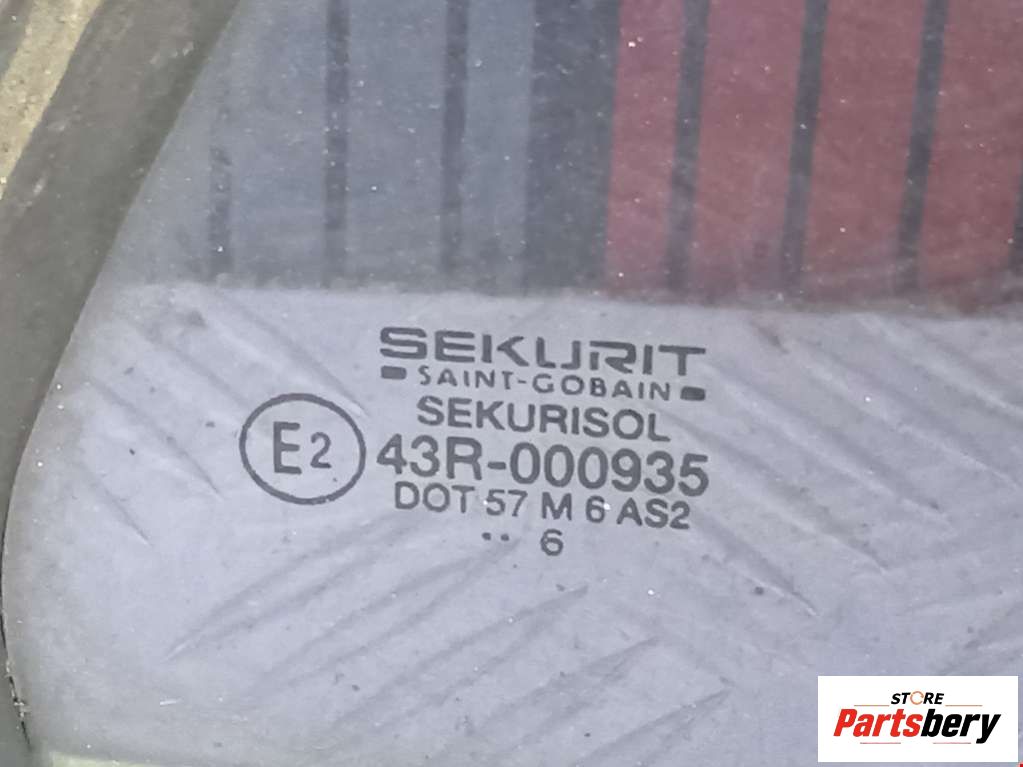 SEKURIT
SAINT-GOBAIN
SEKURISOL
E2 43R-000935
DOT 57 M 6 AS2
•• 6
STORE
Partsbery